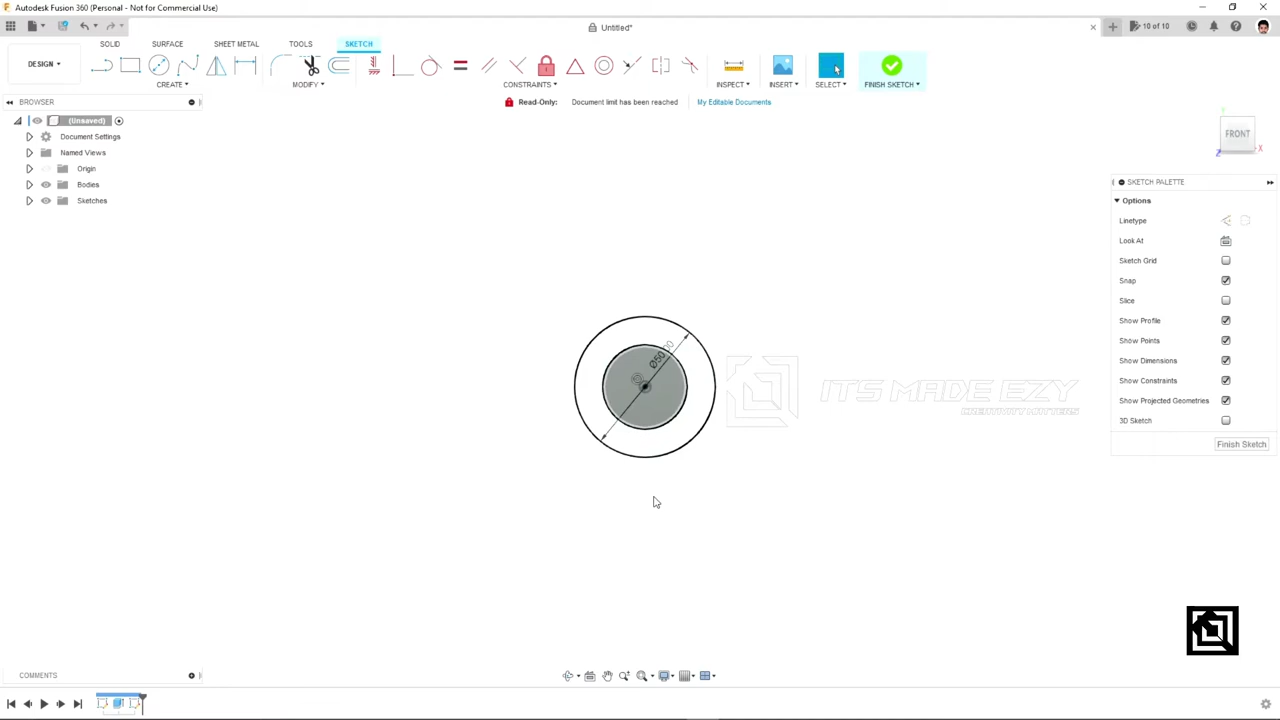 Autodesk Fusion 360 (Personal - Not for Commercial Use)
Untitled*
10 of 10
DESIGN
SOLID
SURFACE
SHEET METAL
TOOLS
SKETCH
CREATE
MODIFY
CONSTRAINTS
INSPECT
INSERT
SELECT
FINISH SKETCH
BROWSER
Read-Only:
Document limit has been reached
My Editable Documents
(Unsaved)
Document Settings
Named Views
Origin
Bodies
Sketches
FRONT
X
Z
Y
SKETCH PALETTE
Options
Linetype
Look At
Sketch Grid
Snap
Slice
Show Profile
Show Points
Show Dimensions
Show Constraints
Show Projected Geometries
3D Sketch
Finish Sketch
Ø50.00
ITS MADE EZY
CREATIVITY MATTERS
COMMENTS